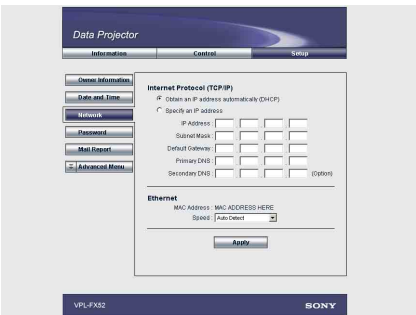 Data Projector
Information Control Setup
Owner Information
Date and Time
Network
Password
Mail Report
Advanced Menu
Internet Protocol (TCP/IP)
Obtain an IP address automatically (DHCP)
Specify an IP address
IP Address :
Subnet Mask :
Default Gateway :
Primary DNS :
Secondary DNS : (Option)
Ethernet
MAC Address : MAC ADDRESS HERE
Speed : Auto Detect
Apply
VPL-FX52 SONY